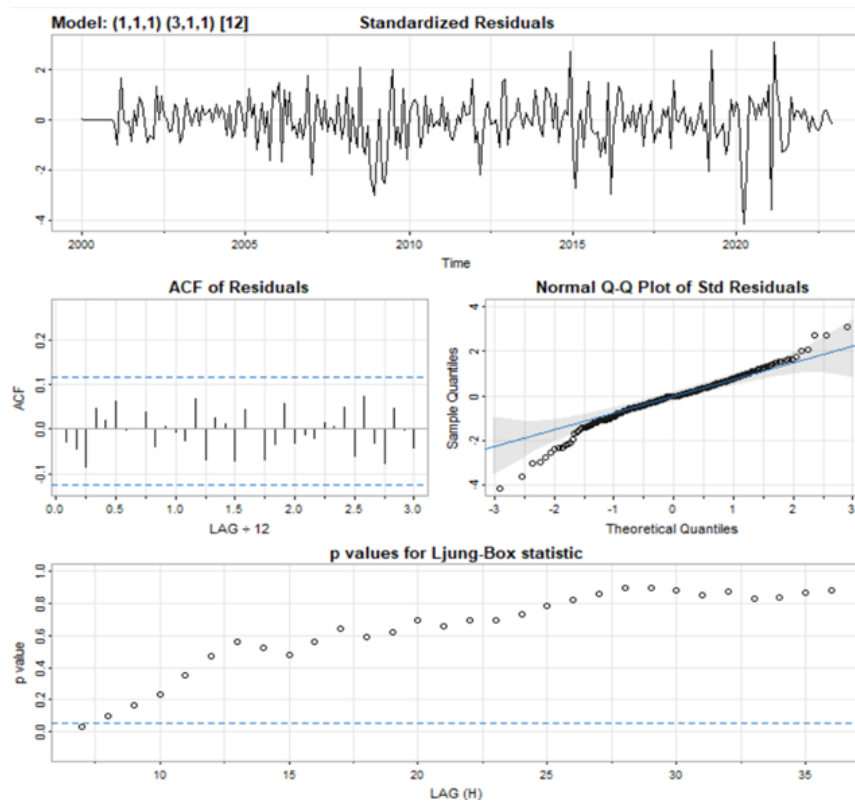 Model: (1,1,1) (3,1,1) [12] Standardized Residuals
2
0
-2
-4
2000 2005 2010 2015 2020
Time
ACF of Residuals
ACF
0.2
0.1
0.0
-0.1
0.0 0.5 1.0 1.5 2.0 2.5 3.0
LAG ÷ 12
Normal Q-Q Plot of Std Residuals
Sample Quantiles
4
2
0
-2
-4
-3 -2 -1 0 1 2 3
Theoretical Quantiles
p values for Ljung-Box statistic
p value
1.0
0.8
0.6
0.4
0.2
0.0
10 15 20 25 30 35
LAG (H)